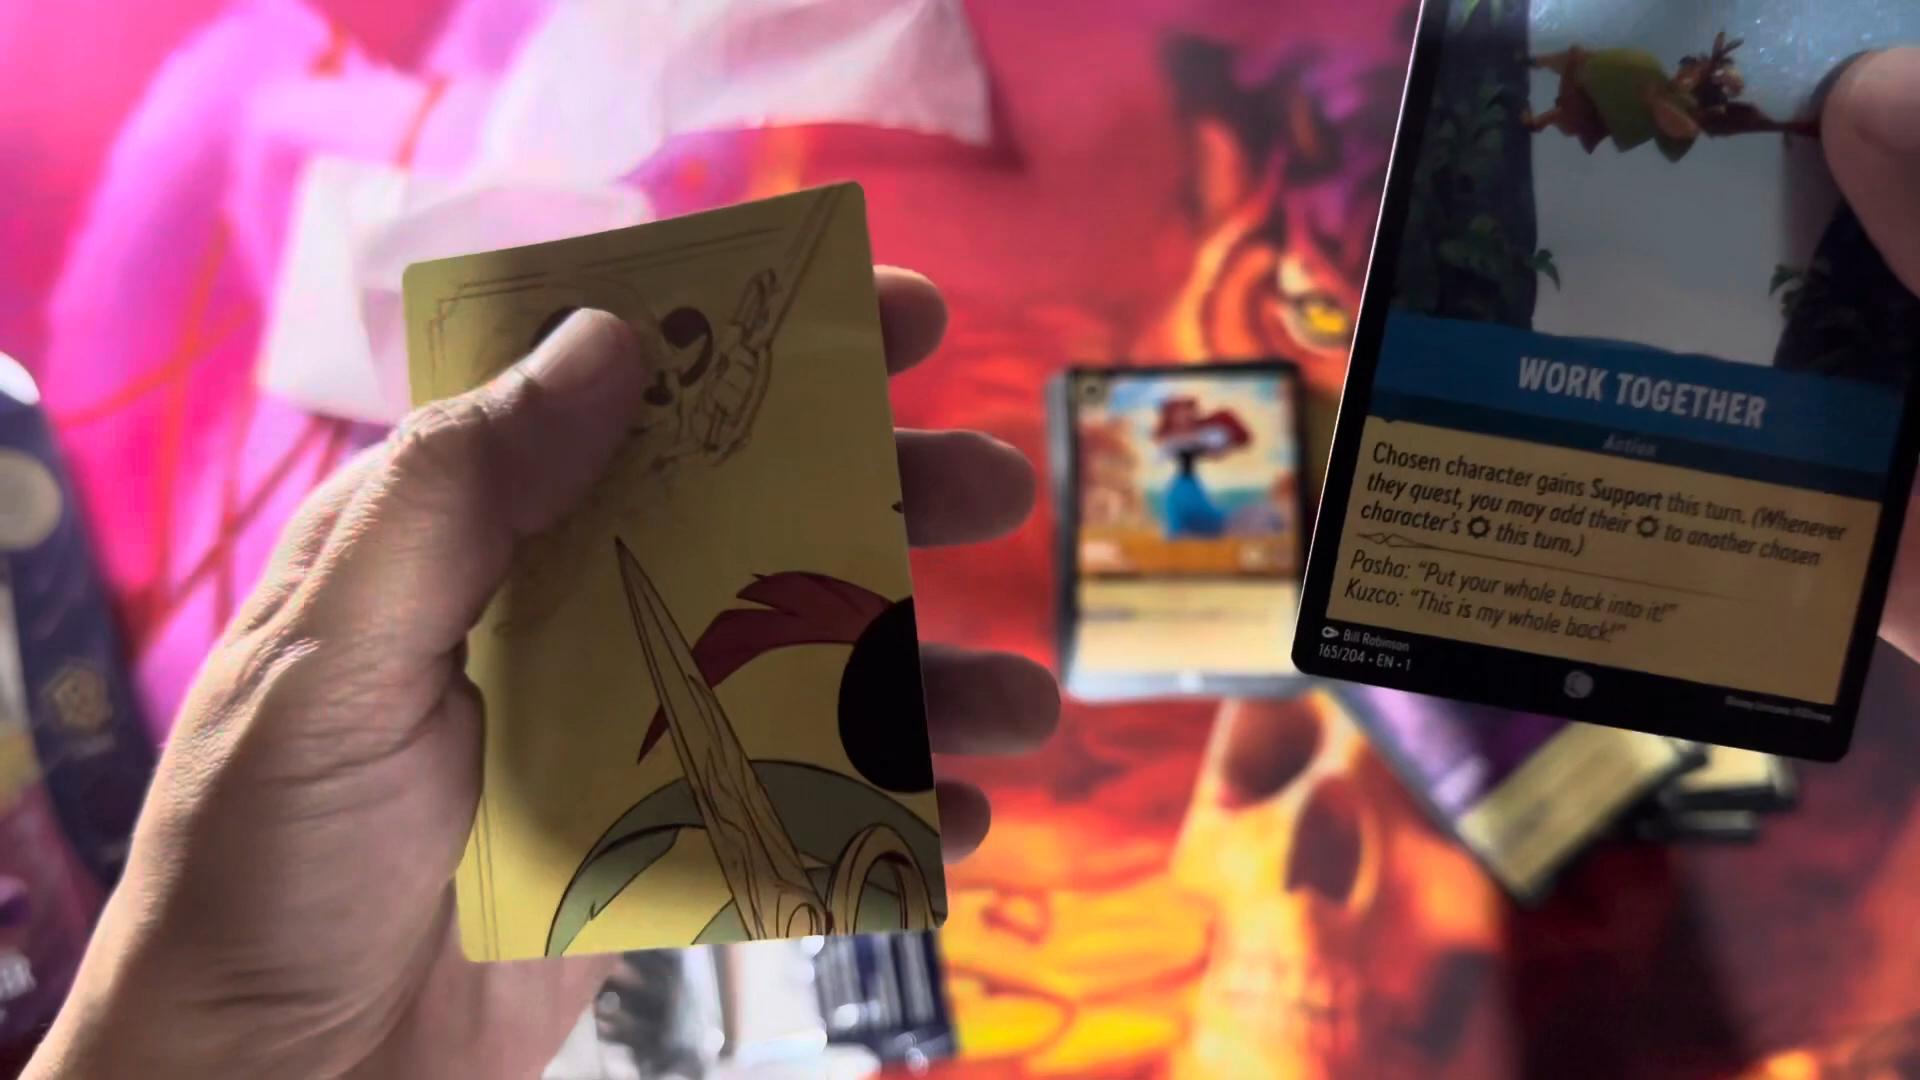 WORK TOGETHER
Action
Chosen character gains Support this turn. (Whenever
they quest, you may add their to another chosen
character's this turn.)
Pasha: "Put your whole back into it!"
Kuzco: "This is my whole back!"
Bill Robinson
165/204 • EN • 1